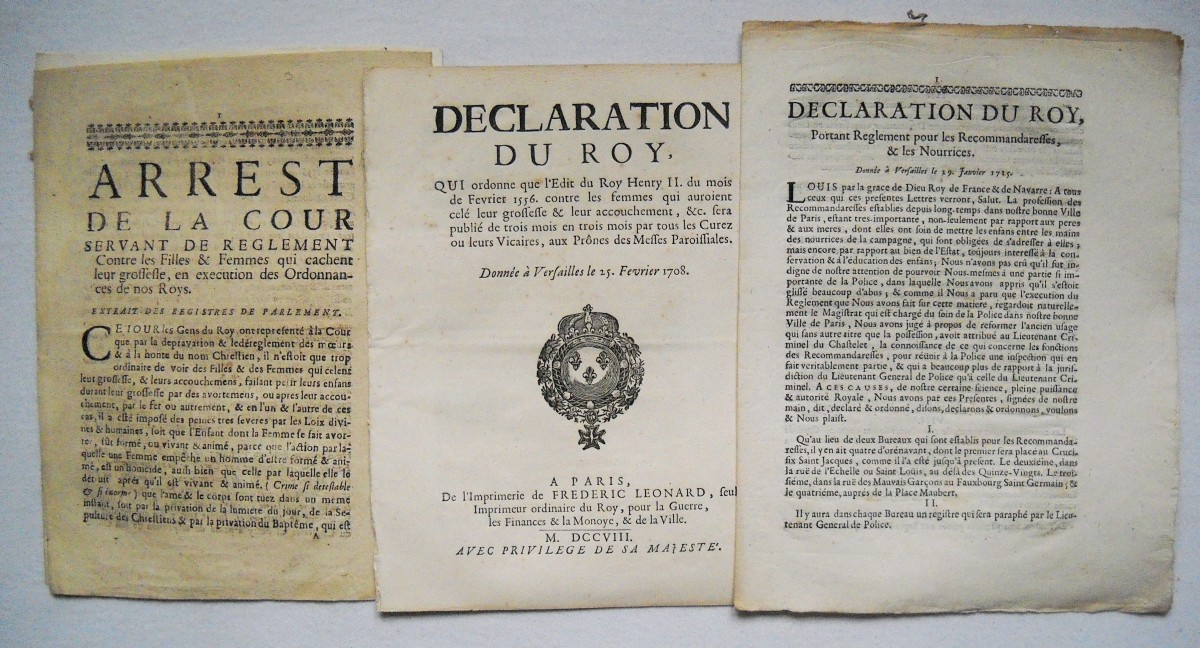 1
ARREST
DE LA COUR
SERVANT DE REGLEMENT
Contre les Filles & Femmes qui cachent
leur grossesse, en execution des Ordonnan-
ces de nos Roys.
EXTRAIT DES REGISTRES DE PARLEMENT.
CE JOUR les Gens du Roy ont representé à la Cour
que par la depravation & le déréglement des mœurs
& à la honte du nom Chrestien, il n'estoit que trop
ordinaire de voir des Filles & des Femmes qui celent
leur grossesse, & leurs accouchemens, faisant perir leurs enfans
durant leur grossesse par des avortemens, ou apres leur accou-
chement, par le fer ou autrement, & en l'un & l'autre de ces
cas, il a esté imposé des peines tres severes par les Loix divi-
nes & humaines, soit que l'Enfant dont la Femme se fait avor-
ter, fût formé, ou vivant & animé, parce que l'action par la-
quelle une Femme empêche un homme d'estre formé & ani-
mé, est un homicide, aussi bien que celle par laquelle elle le
détruit aprés qu'il est vivant & animé. (Crime si detestable
& si énorme) que l'ame & le corps sont tuez dans un meme
instant, soit par la privation de la lumiere du jour, de la Se-
pulture des Chrestiens & par la privation du Baptême, qui est
A
DECLARATION
DU ROY,
QUI ordonne que l'Edit du Roy Henry II. du mois
de Fevrier 1556. contre les femmes qui auroient
celé leur grossesse & leur accouchement, &c. sera
publié de trois mois en trois mois par tous les Curez
ou leurs Vicaires, aux Prônes des Messes Paroissiales.
Donnée à Versailles le 25. Fevrier 1708.
A PARIS,
De l'Imprimerie de FREDERIC LEONARD, seul
Imprimeur ordinaire du Roy, pour la Guerre,
les Finances & la Monoye, & de la Ville.
M. DCCVIII.
AVEC PRIVILEGE DE SA MAJESTE'.
1
DECLARATION DU ROY,
Portant Reglement pour les Recommandaresses,
& les Nourrices.
Donnée à Versailles le 29. Janvier 1715.
LOUIS par la grace de Dieu Roy de France & de Navarre: A tous
ceux qui ces presentes Lettres verront, Salut. La profession des
Recommandaresses establies depuis long-temps dans nostre bonne Ville
de Paris, estant tres-importante, non-seulement par rapport aux peres
& aux meres, dont elles ont soin de mettre les enfans entre les mains
des nourrices de la campagne, qui sont obligées de s'adresser à elles;
mais encore par rapport au bien de l'Estat, toujours interessé à la con-
servation & à l'éducation des enfans; Nous n'avons pas crû qu'il fust in-
digne de nostre attention de pourvoir Nous-mesmes à une partie si im-
portante de la Police, dans laquelle Nous avons appris qu'il s'estoit
glissé beaucoup d'abus, & comme il Nous a paru que l'execution du
Reglement que Nous avons fait sur cette matiere, regardoit naturelle-
ment le Magistrat qui est chargé du soin de la Police dans nostre bonne
Ville de Paris, Nous avons jugé à propos de reformer l'ancien usage
qui sans autre titre que la possession, avoit attribué au Lieutenant Cri-
minel du Chastelet, la connoissance de ce qui concerne les fonctions
des Recommandaresses, pour réunir à la Police une inspection qui en
fait veritablement partie, & qui a beaucoup plus de rapport à la juris-
diction du Lieutenant General de Police qu'à celle du Lieutenant Cri-
minel. A CES CAUSES, de nostre certaine science, pleine puissance
& autorité Royale, Nous avons par ces Presentes, signées de nostre
main, dit, declaré & ordonné, disons, declarons & ordonnons, voulons
& Nous plaist.
I.
Qu'au lieu de deux Bureaux qui sont establis pour les Recommanda-
resses, il y en ait quatre d'orénavant, dont le premier sera place au Cruci-
fix Saint Jacques, comme il l'a esté jusqu'à present. Le deuxiéme, dans
la ruë de l'Echelle ou Saint Louis, au délà des Quinze-Vingts. Le troi-
siéme, dans la ruë des Mauvais Garçons au Fauxbourg Saint Germain; &
le quatriéme, auprés de la Place Maubert.
II.
Il y aura dans chaque Bureau un registre qui sera paraphé par le Lieu-
tenant General de Police.